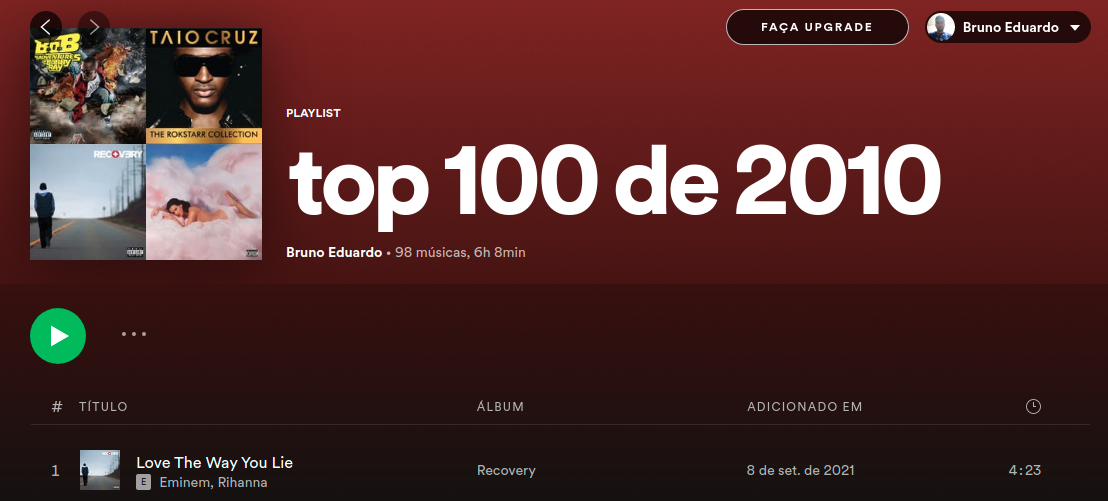 FAÇA UPGRADE
Bruno Eduardo
B.o.B
TAIO CRUZ
THE ROKSTARR COLLECTION
RECOVERY
PLAYLIST
top 100 de 2010
Bruno Eduardo • 98 músicas, 6h 8min
# TÍTULO ÁLBUM ADICIONADO EM
1 Love The Way You Lie Recovery 8 de set. de 2021 4:23
E Eminem, Rihanna